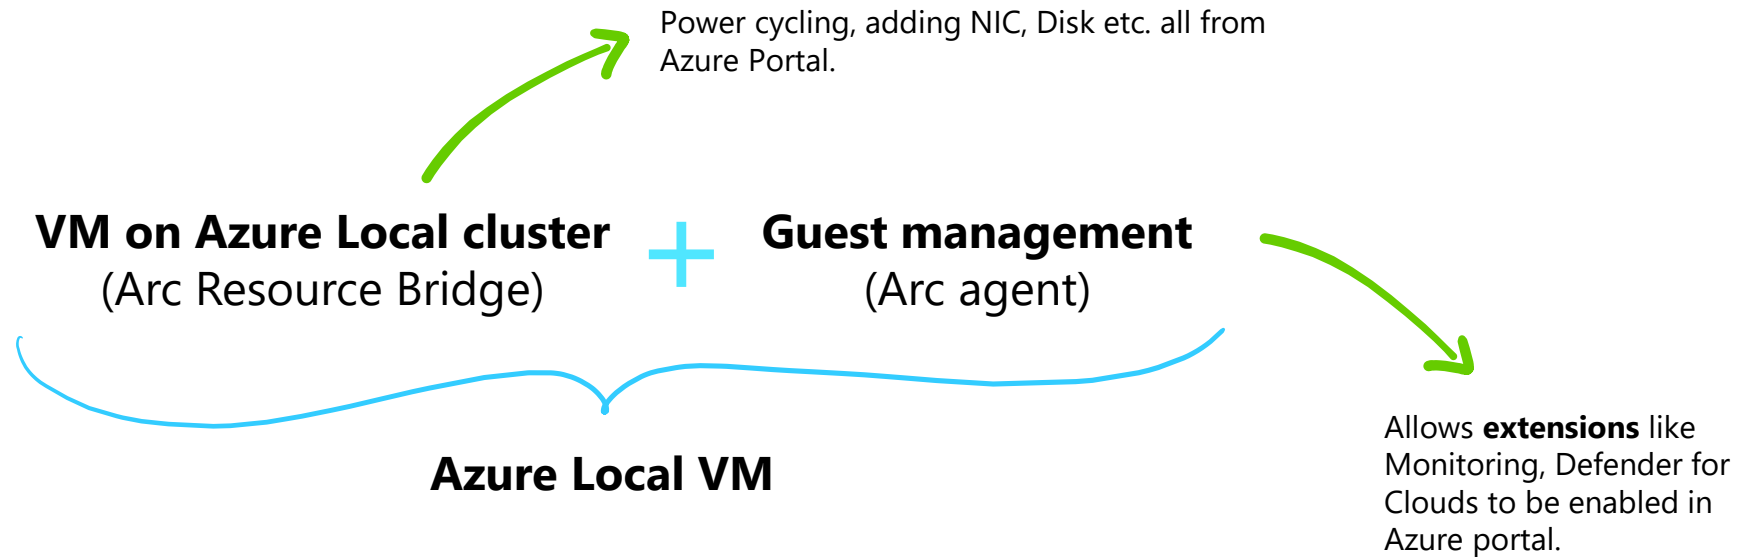 Power cycling, adding NIC, Disk etc. all from
Azure Portal.
VM on Azure Local cluster
(Arc Resource Bridge)
+
Guest management
(Arc agent)
Azure Local VM
Allows extensions like
Monitoring, Defender for
Clouds to be enabled in
Azure portal.